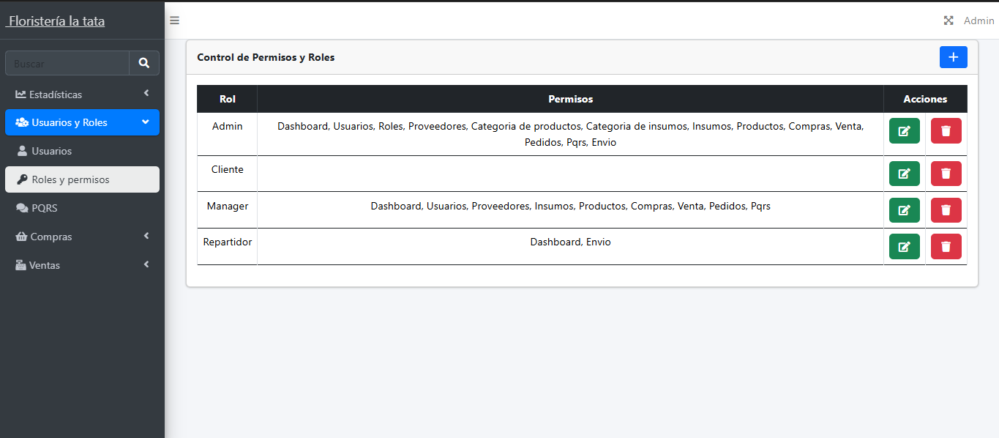 Floristería la tata
Admin
Buscar
Estadísticas
Usuarios y Roles
Usuarios
Roles y permisos
PQRS
Compras
Ventas
Control de Permisos y Roles
Rol Permisos Acciones
Admin Dashboard, Usuarios, Roles, Proveedores, Categoria de productos, Categoria de insumos, Insumos, Productos, Compras, Venta,
Pedidos, Pqrs, Envio
Cliente
Manager Dashboard, Usuarios, Proveedores, Insumos, Productos, Compras, Venta, Pedidos, Pqrs
Repartidor Dashboard, Envio